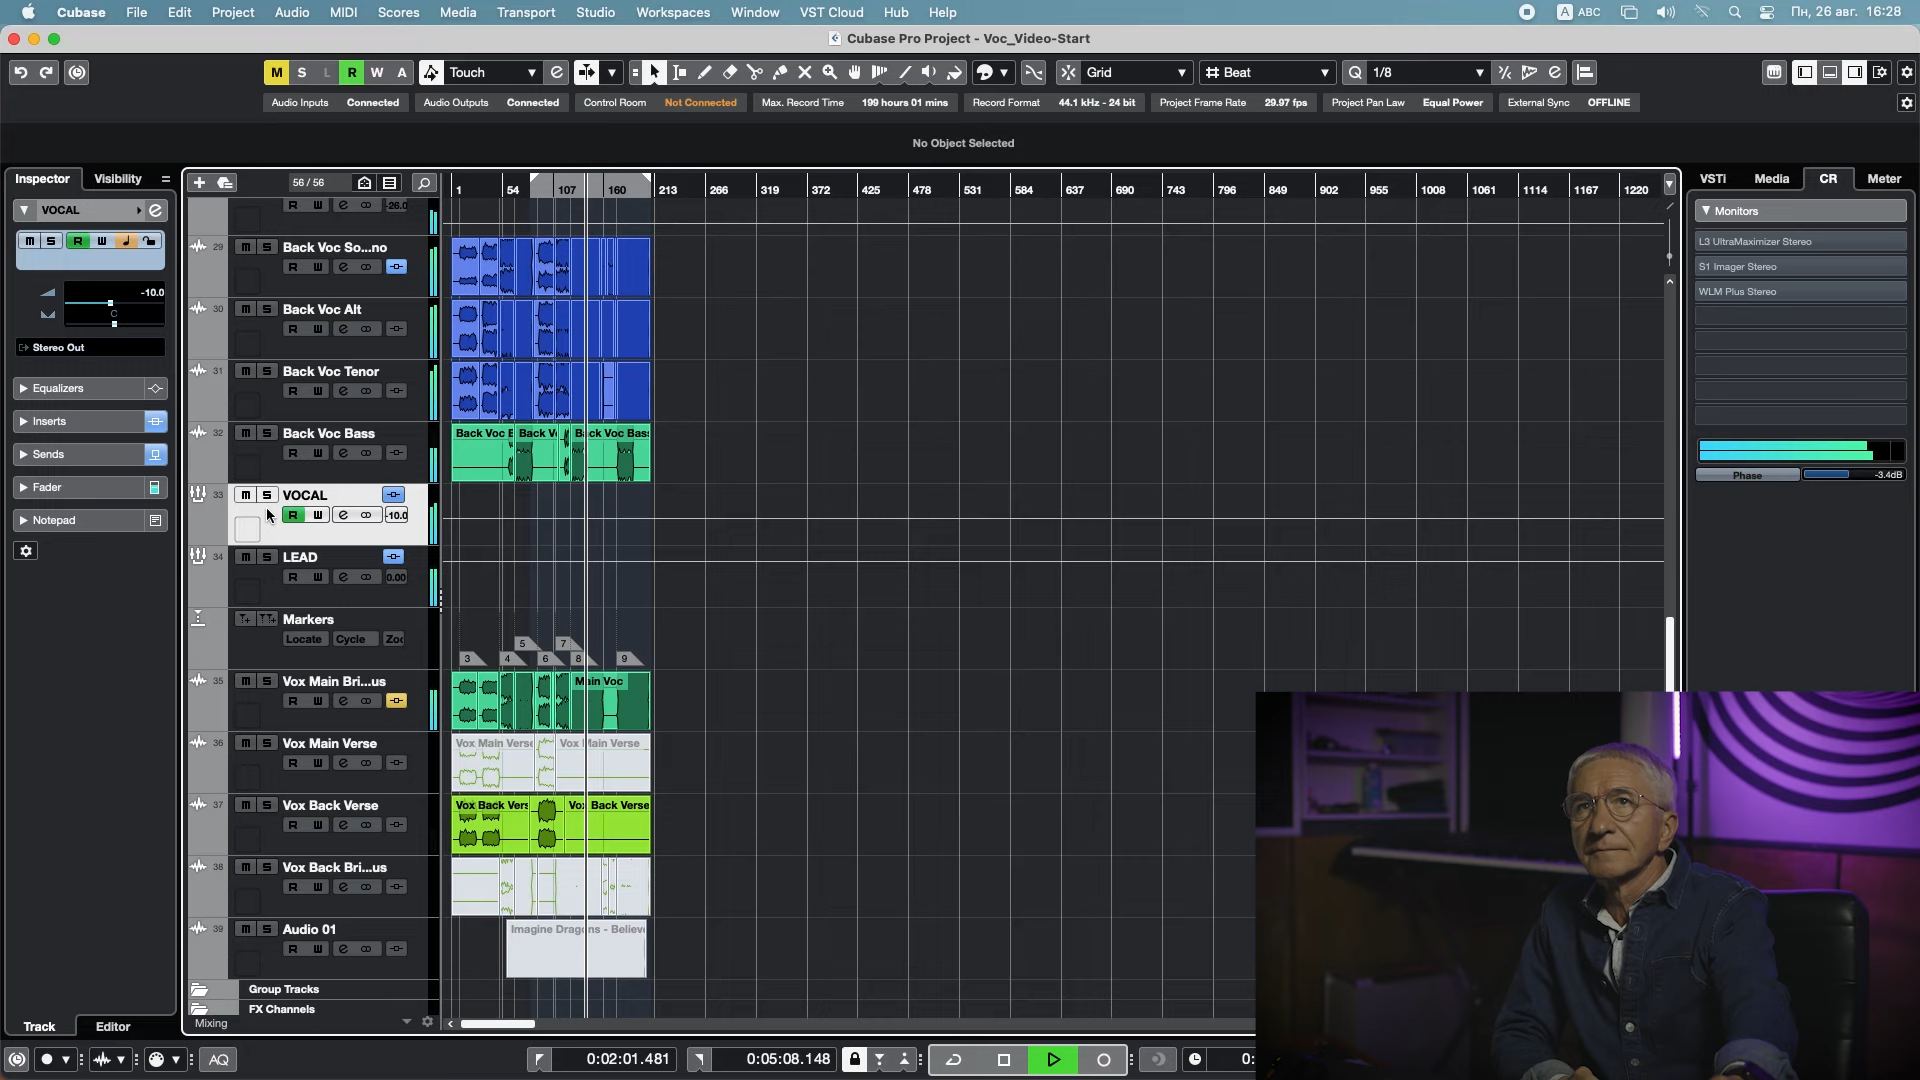 Cubase File Edit Project Audio MIDI Scores Media Transport Studio Workspaces Window VST Cloud Hub Help A ABC Пн, 26 авг. 16:28
Cubase Pro Project - Voc_Video-Start
M S L R W A Touch Grid Beat Q 1/8
Audio Inputs Connected Audio Outputs Connected Control Room Not Connected Max. Record Time 199 hours 01 mins Record Format 44.1 kHz - 24 bit Project Frame Rate 29.97 fps Project Pan Law Equal Power External Sync OFFLINE
No Object Selected
Inspector Visibility
56 / 56
1 54 107 160 213 266 319 372 425 478 531 584 637 690 743 796 849 902 955 1008 1061 1114 1167 1220
VSTi Media CR Meter
VOCAL
M S R W
-10.0
C
Stereo Out
Equalizers
Inserts
Sends
Fader
Notepad
R W e -26.0
29 M S Back Voc So...no
R W e
30 M S Back Voc Alt
R W e
31 M S Back Voc Tenor
R W e
32 M S Back Voc Bass
R W e
Back Voc B Back V Back Voc Bass
33 M S VOCAL
R W e -10.0
34 M S LEAD
R W e 0.00
Markers
Locate Cycle Zoo
5 7
3 4 6 8 9
35 M S Vox Main Bri...us
R W e
Main Voc
36 M S Vox Main Verse
R W e
Vox Main Verse Vox Main Verse
37 M S Vox Back Verse
R W e
Vox Back Vers Vox Back Verse
38 M S Vox Back Bri...us
R W e
39 M S Audio 01
R W e
Imagine Dragons - Believ
Group Tracks
FX Channels
Mixing
Monitors
L3 UltraMaximizer Stereo
S1 Imager Stereo
WLM Plus Stereo
Phase -3.4dB
Track Editor
AQ 0:02:01.481 0:05:08.148 0: